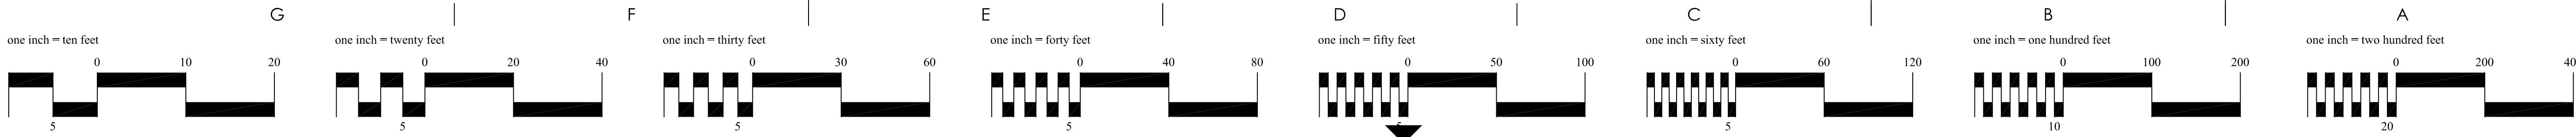 G F E D C B A
one inch = ten feet one inch = twenty feet one inch = thirty feet one inch = forty feet one inch = fifty feet one inch = sixty feet one inch = one hundred feet one inch = two hundred feet
0 10 20 0 20 40 0 30 60 0 40 80 0 50 100 0 60 120 0 100 200 0 200
5 5 5 5 5 10 20